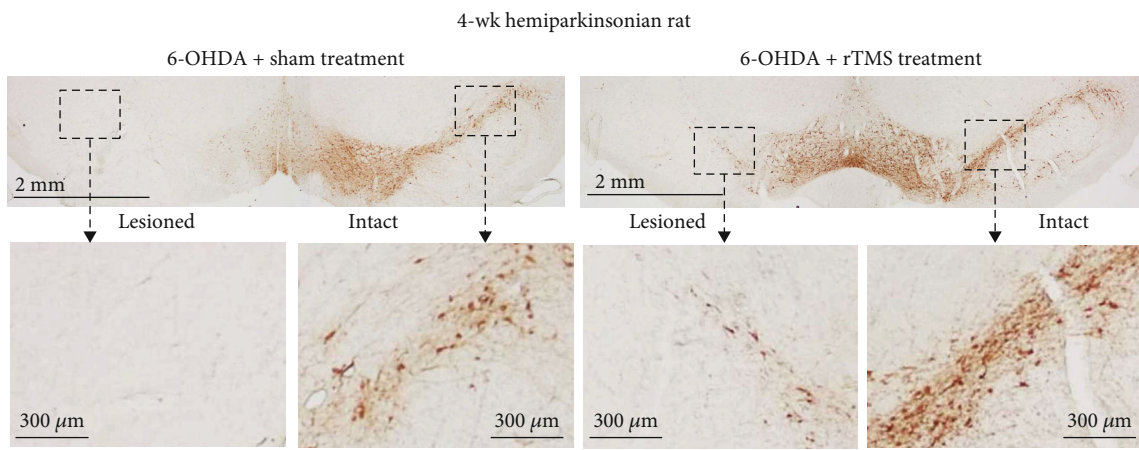 4-wk hemiparkinsonian rat
6-OHDA + sham treatment
6-OHDA + rTMS treatment
2 mm
2 mm
Lesioned
Intact
Lesioned
Intact
300 μm
300 μm
300 μm
300 μm